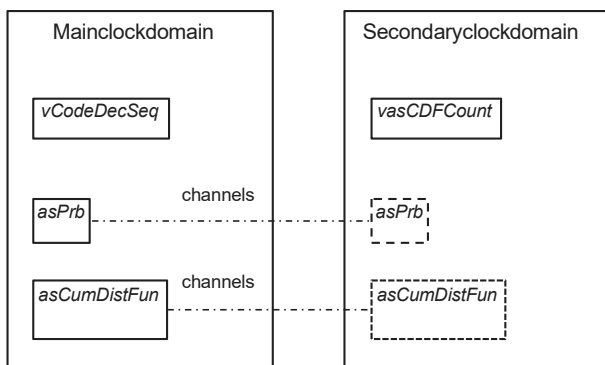 Mainclockdomain
Secondaryclockdomain
vCodeDecSeq
vasCDFCount
channels
asPrb
asPrb
channels
asCumDistFun
asCumDistFun